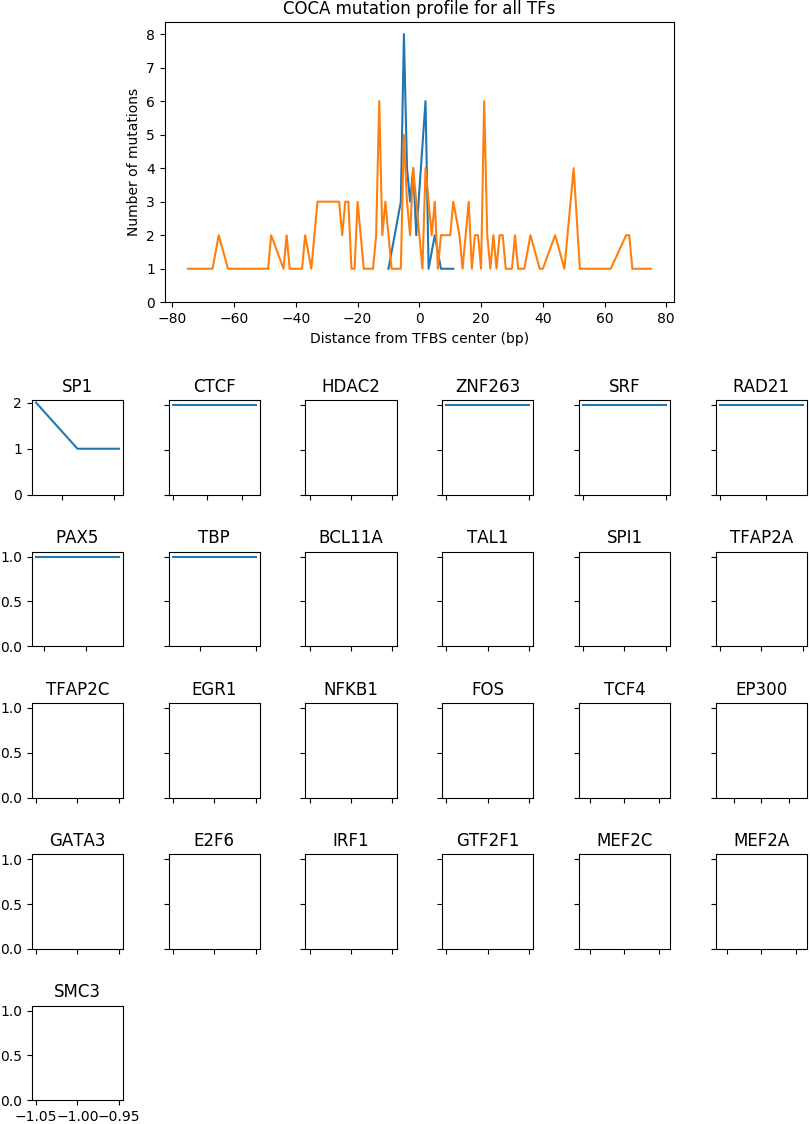 COCA mutation profile for all TFs
8
7
6
5
4
3
2
1
0
Number of mutations
−80 −60 −40 −20 0 20 40 60 80
Distance from TFBS center (bp)
SP1 CTCF HDAC2 ZNF263 SRF RAD21
2
1
0
PAX5 TBP BCL11A TAL1 SPI1 TFAP2A
1.0
0.5
0.0
TFAP2C EGR1 NFKB1 FOS TCF4 EP300
1.0
0.5
0.0
GATA3 E2F6 IRF1 GTF2F1 MEF2C MEF2A
1.0
0.5
0.0
SMC3
1.0
0.5
0.0
−1.05 −1.00 −0.95